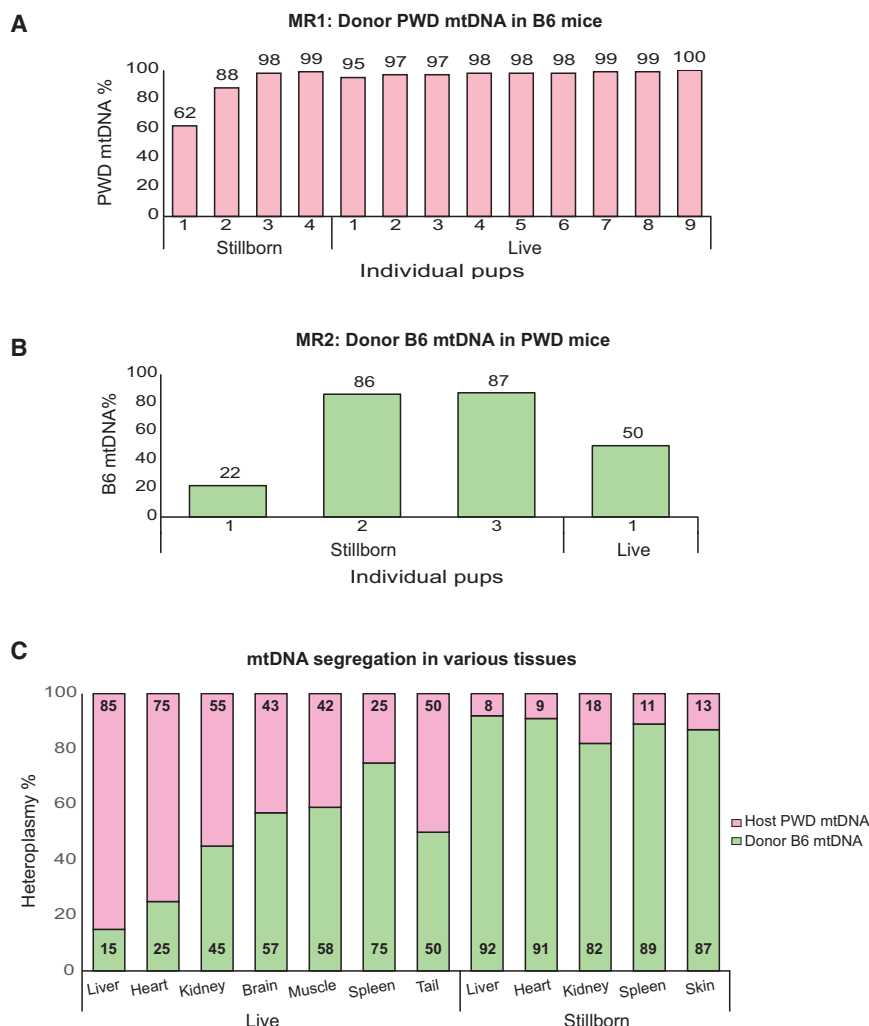 A
MR1: Donor PWD mtDNA in B6 mice
PWD mtDNA %
100
80
60
40
20
0
62 88 98 99 95 97 97 98 98 98 99 99 100
1 2 3 4 1 2 3 4 5 6 7 8 9
Stillborn Live
Individual pups
B
MR2: Donor B6 mtDNA in PWD mice
B6 mtDNA%
100
80
60
40
20
0
22 86 87 50
1 2 3 1
Stillborn Live
Individual pups
C
mtDNA segregation in various tissues
Heteroplasmy %
100
80
60
40
20
0
85 75 55 43 42 25 50 8 9 18 11 13
15 25 45 57 58 75 50 92 91 82 89 87
Liver Heart Kidney Brain Muscle Spleen Tail Liver Heart Kidney Spleen Skin
Live Stillborn
Host PWD mtDNA
Donor B6 mtDNA